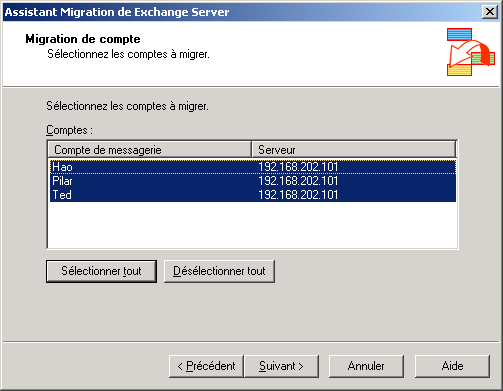 Assistant Migration de Exchange Server
Migration de compte
Sélectionnez les comptes à migrer.
Sélectionnez les comptes à migrer.
Comptes :
Compte de messagerie Serveur
Hao 192.168.202.101
Pilar 192.168.202.101
Ted 192.168.202.101
Sélectionner tout Désélectionner tout
< Précédent Suivant > Annuler Aide